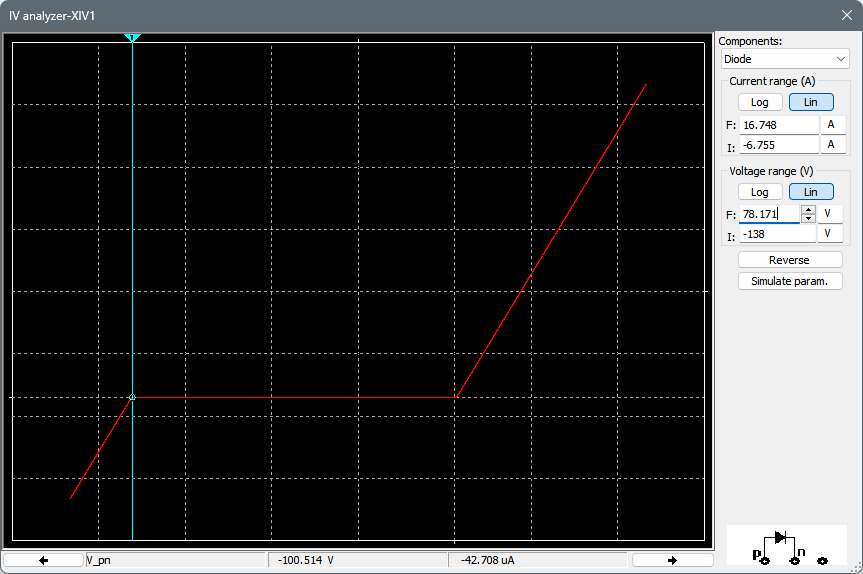 IV analyzer-XIV1
1
Components:
Diode
Current range (A)
Log Lin
F: 16.748 A
I: -6.755 A
Voltage range (V)
Log Lin
F: 78.171 V
I: -138 V
Reverse
Simulate param.
p n
V_pn -100.514 V -42.708 uA